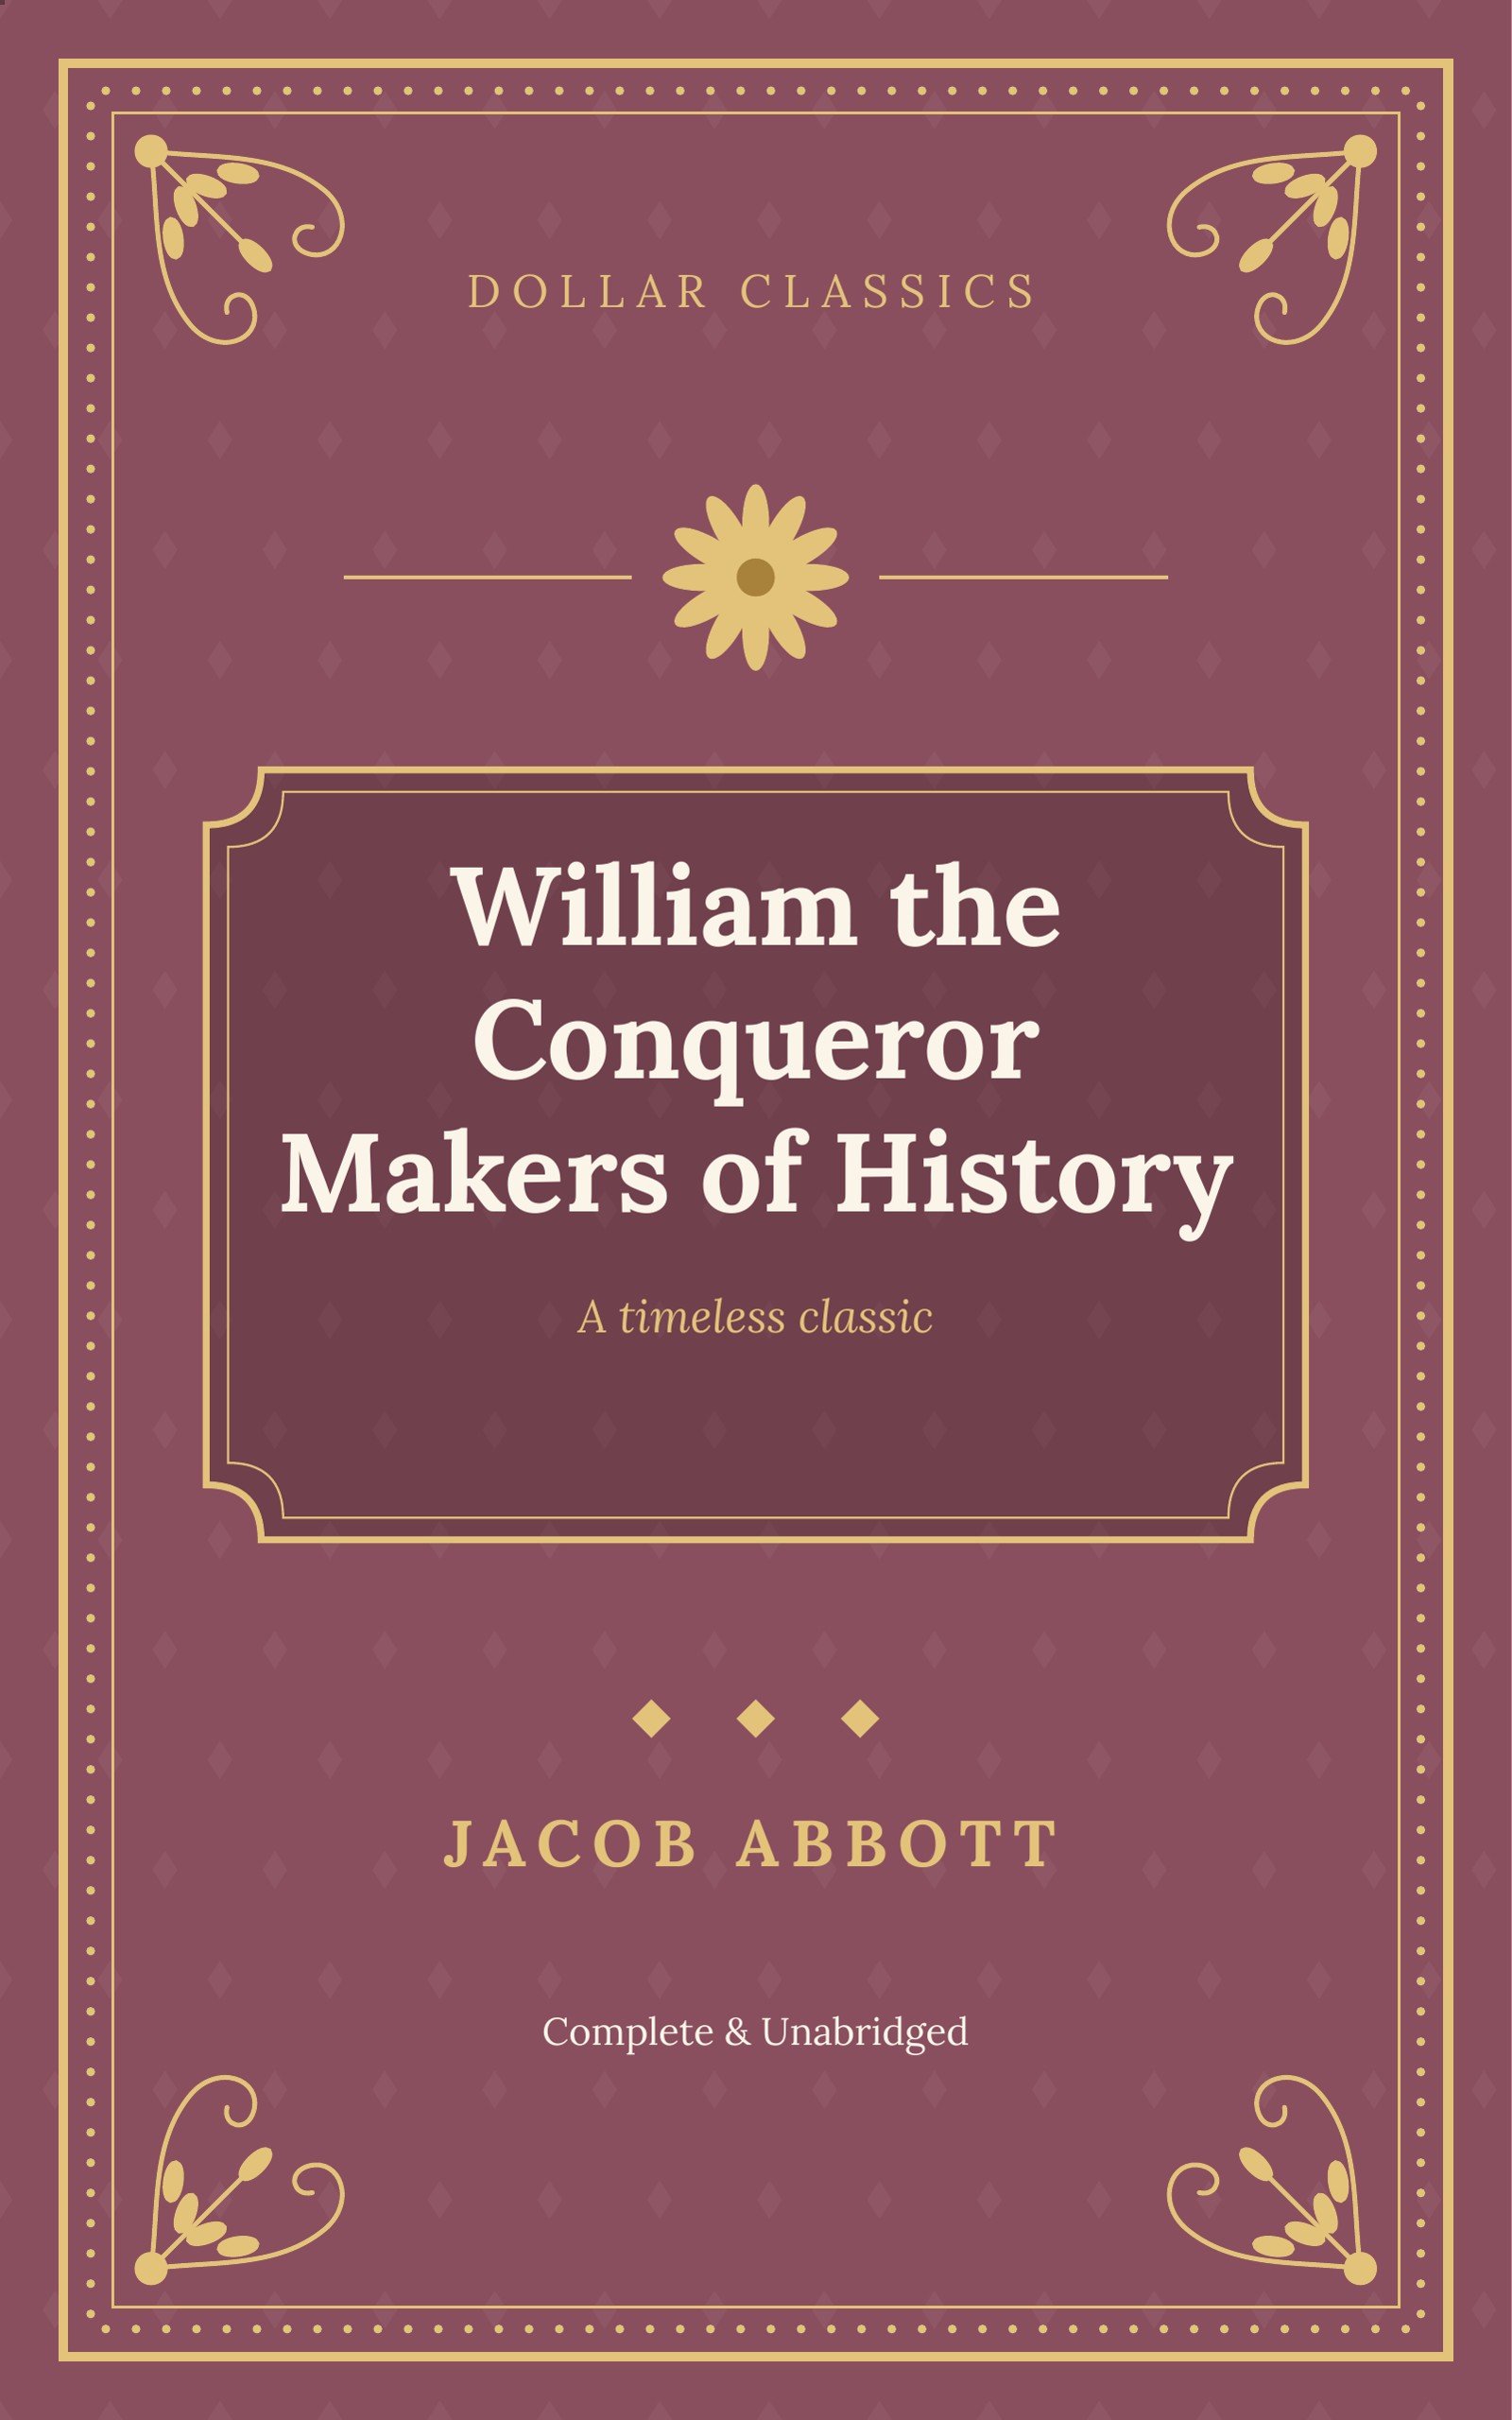 DOLLAR CLASSICS
William the
Conqueror
Makers of History
A timeless classic
JACOB ABBOTT
Complete & Unabridged